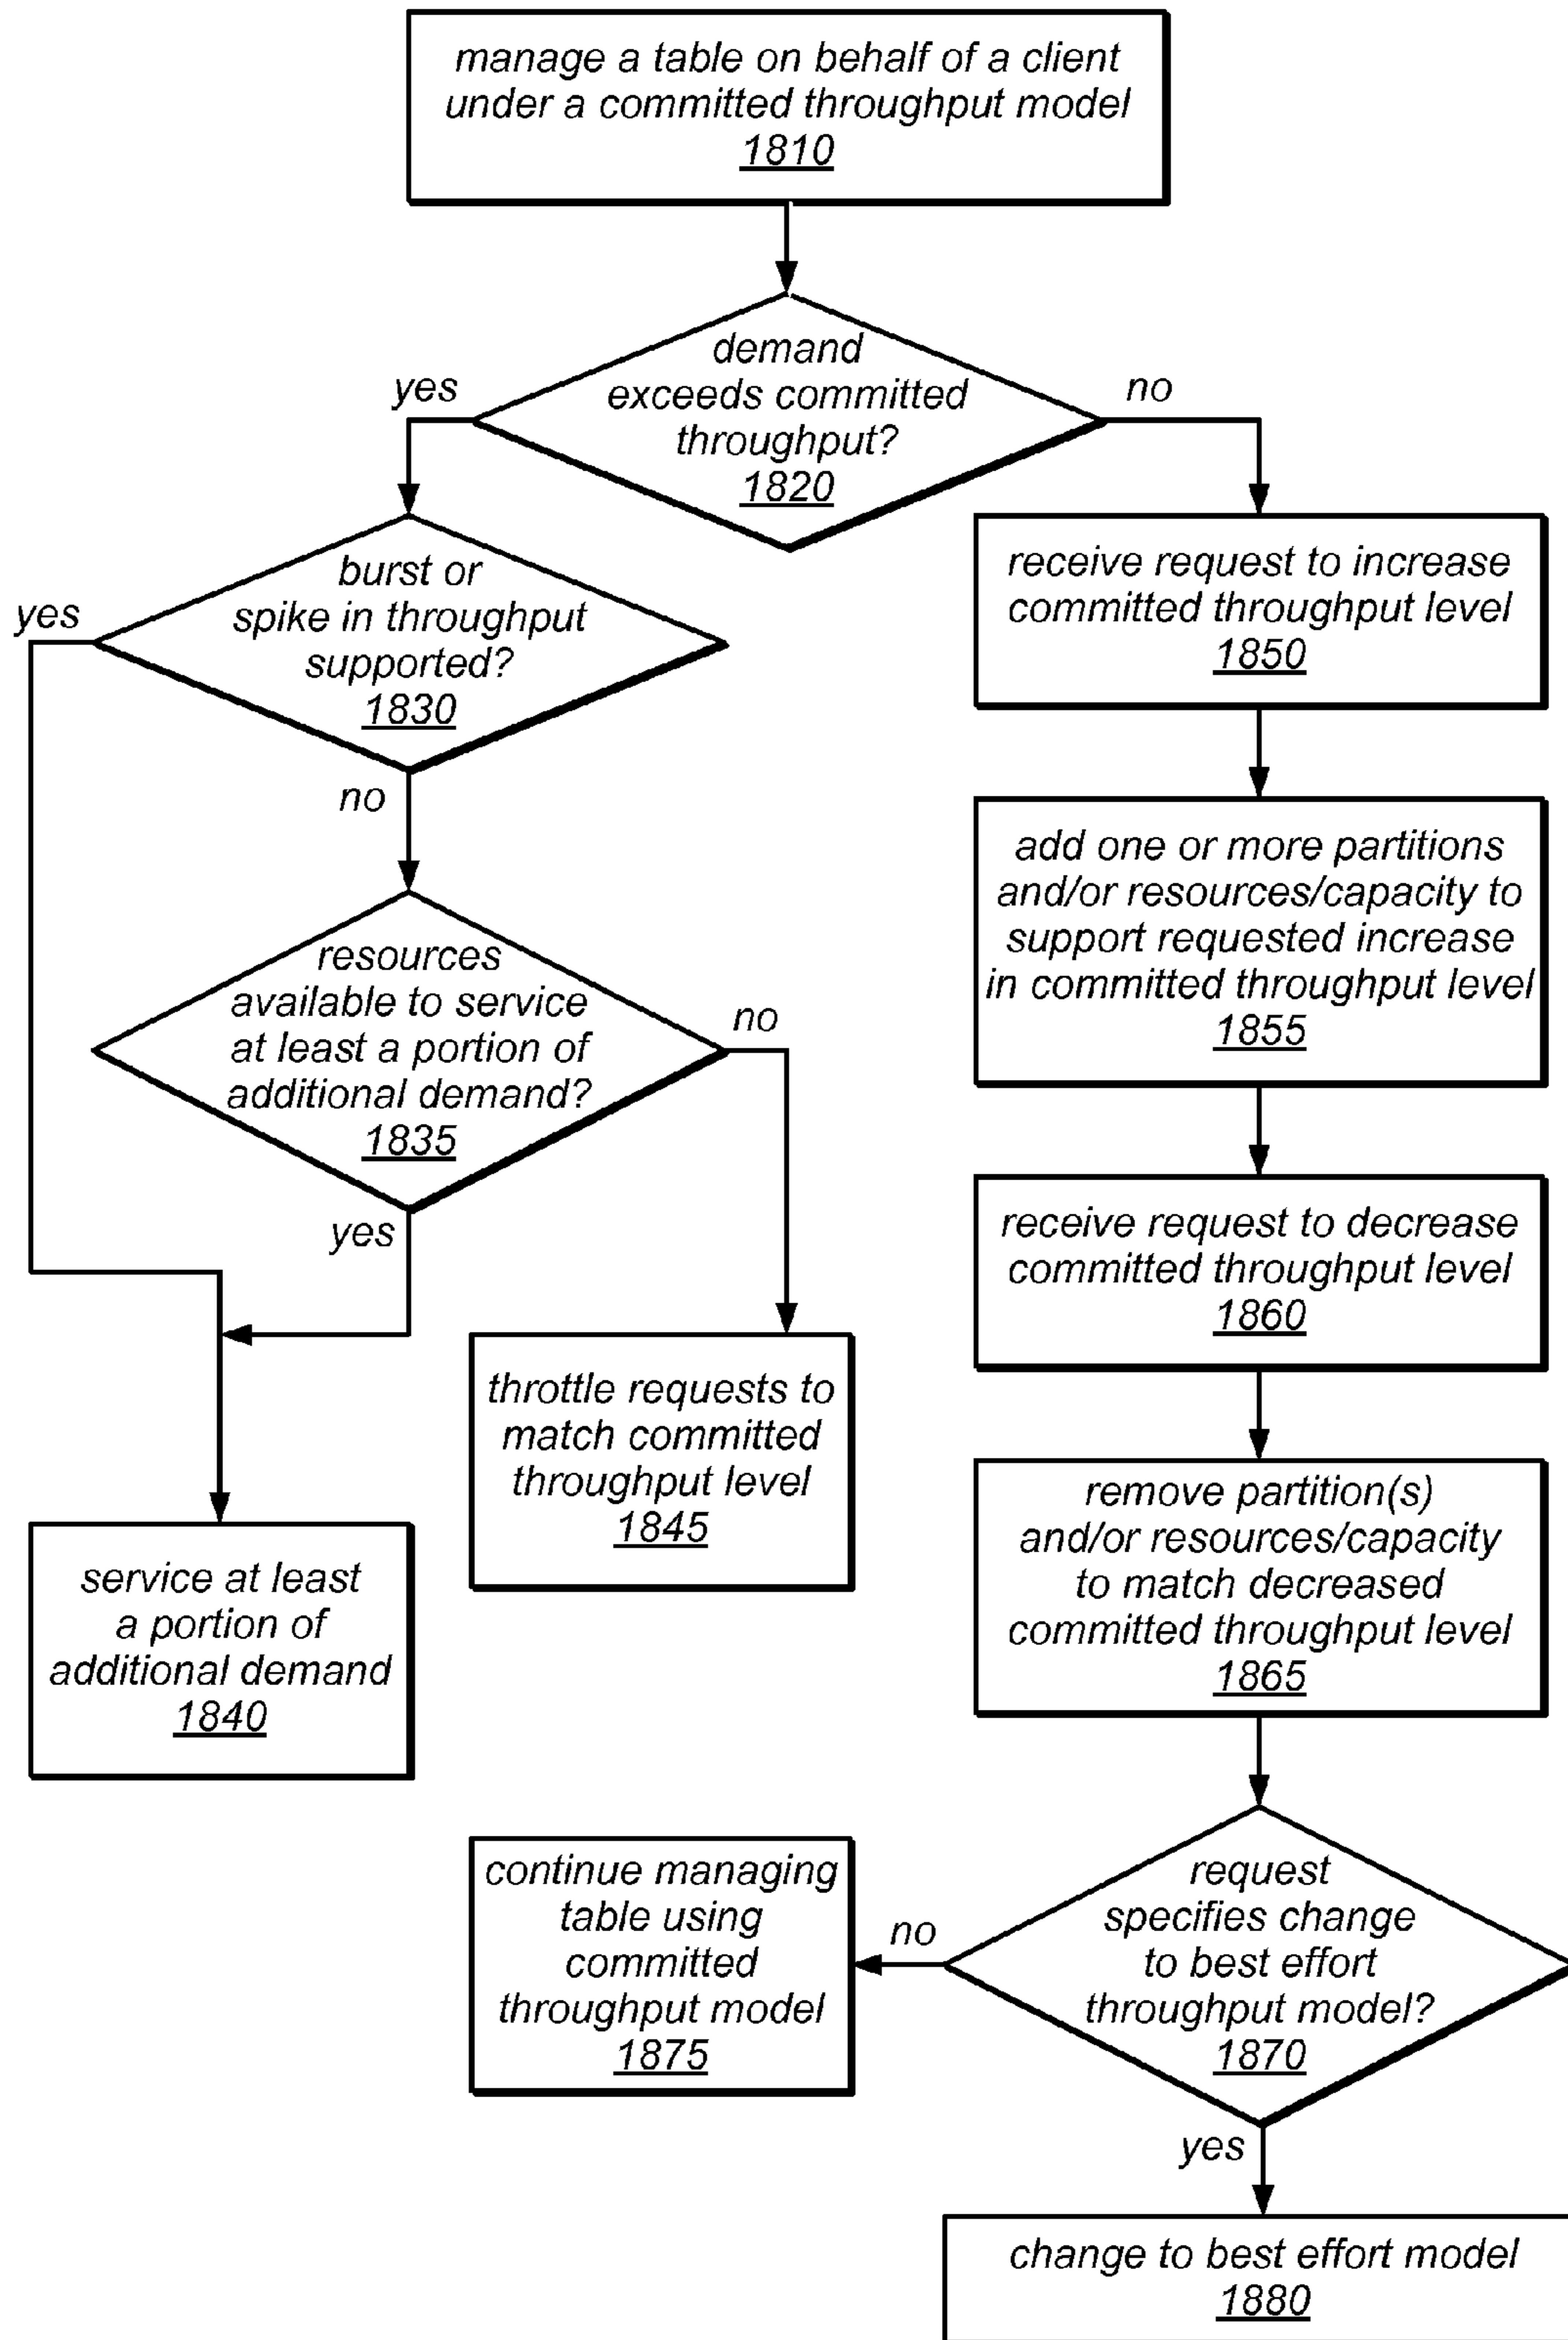 manage a table on behalf of a client
under a committed throughput model
1810
demand
exceeds committed
throughput?
1820
yes
no
burst or
spike in throughput
supported?
1830
yes
no
resources
available to service
at least a portion of
additional demand?
1835
no
yes
throttle requests to
match committed
throughput level
1845
service at least
a portion of
additional demand
1840
receive request to increase
committed throughput level
1850
add one or more partitions
and/or resources/capacity to
support requested increase
in committed throughput level
1855
receive request to decrease
committed throughput level
1860
remove partition(s)
and/or resources/capacity
to match decreased
committed throughput level
1865
request
specifies change
to best effort
throughput model?
1870
no
continue managing
table using
committed
throughput model
1875
yes
change to best effort model
1880